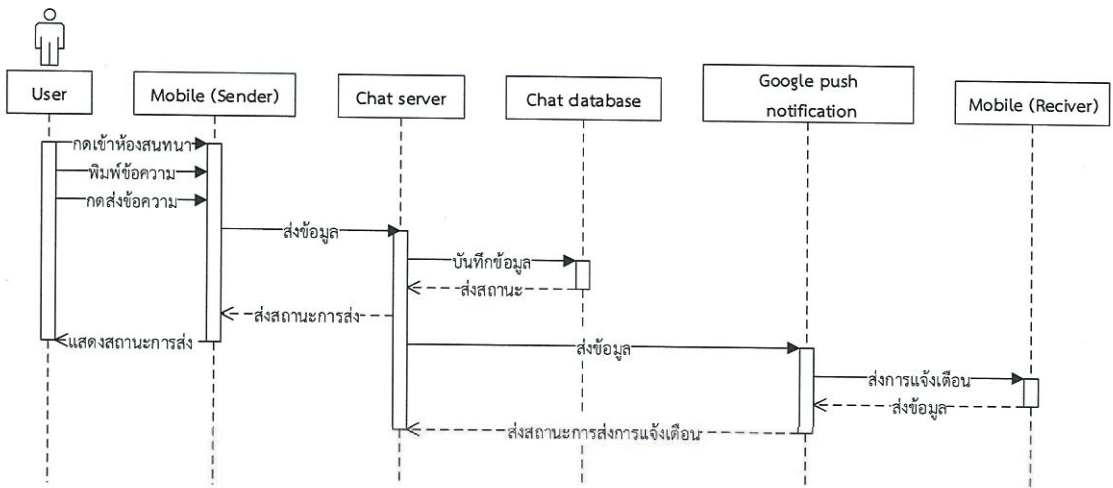 User
Mobile (Sender)
Chat server
Chat database
Google push
notification
Mobile (Reciver)
กดเข้าห้องสนทนา
พิมพ์ข้อความ
กดส่งข้อความ
ส่งข้อมูล
บันทึกข้อมูล
ส่งสถานะ
ส่งสถานะการส่ง
แสดงสถานะการส่ง
ส่งข้อมูล
ส่งการแจ้งเตือน
ส่งข้อมูล
ส่งสถานะการส่งการแจ้งเตือน